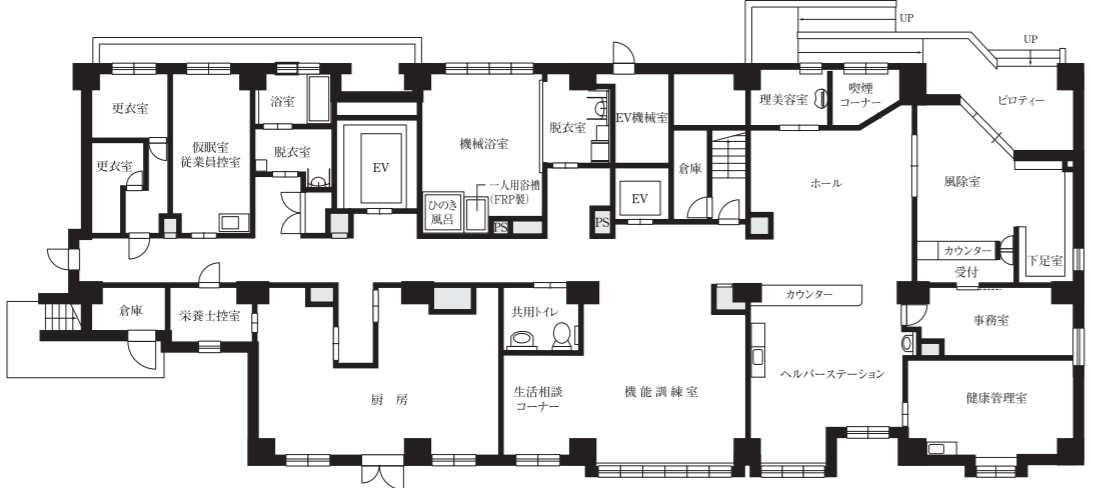 UP
UP
更衣室
仮眠室
従業員控室
浴室
脱衣室
更衣室
EV
機械浴室
脱衣室
EV機械室
理美容室
喫煙
コーナー
ピロティー
倉庫
ホール
風除室
ひのき
風呂
一人用浴槽
(FRP製)
PS
PS
EV
カウンター
受付
下足室
倉庫
栄養士控室
共用トイレ
カウンター
事務室
厨 房
生活相談
コーナー
機能訓練室
ヘルパーステーション
健康管理室